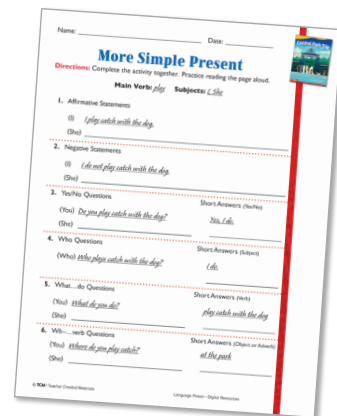 Name: Date:
Central Park Trip
More Simple Present
Directions: Complete the activity together. Practice reading the page aloud.
Main Verb: play Subjects: I, She
1. Affirmative Statements
(I) I play catch with the dog.
(She)
2. Negative Statements
(I) I do not play catch with the dog.
(She)
3. Yes/No Questions Short Answers (Yes/No)
(You) Do you play catch with the dog? Yes, I do.
(She)
4. Who Questions Short Answers (Subject)
(Who) Who plays catch with the dog? I do.
5. What…do Questions Short Answers (Verb)
(You) What do you do? play catch with the dog
(She)
6. Wh-…verb Questions Short Answers (Object or Adverb)
(You) Where do you play catch? at the park
(She)
© TCM | Teacher Created Materials Language Power—Digital Resources